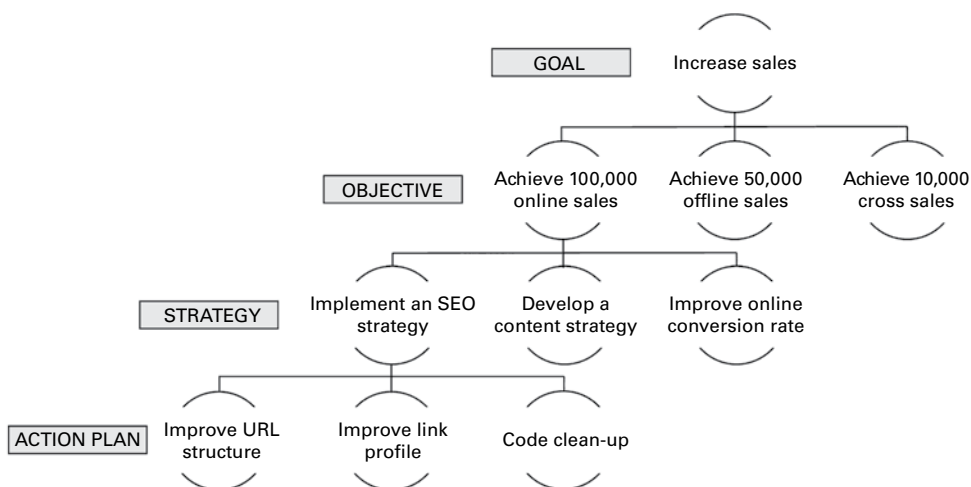 GOAL
Increase sales
OBJECTIVE
Achieve 100,000
online sales
Achieve 50,000
offline sales
Achieve 10,000
cross sales
STRATEGY
Implement an SEO
strategy
Develop a
content strategy
Improve online
conversion rate
ACTION PLAN
Improve URL
structure
Improve link
profile
Code clean-up